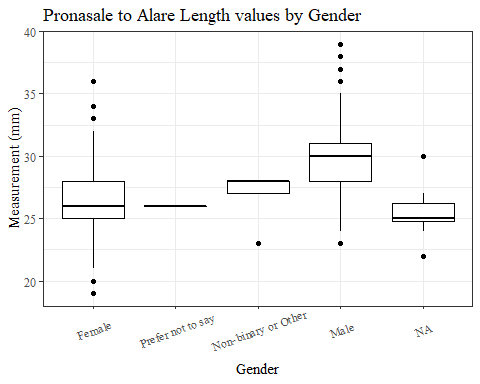 Pronasale to Alare Length values by Gender
Measurement (mm)
40
35
30
25
20
Female
Prefer not to say
Non-binary or Other
Male
NA
Gender